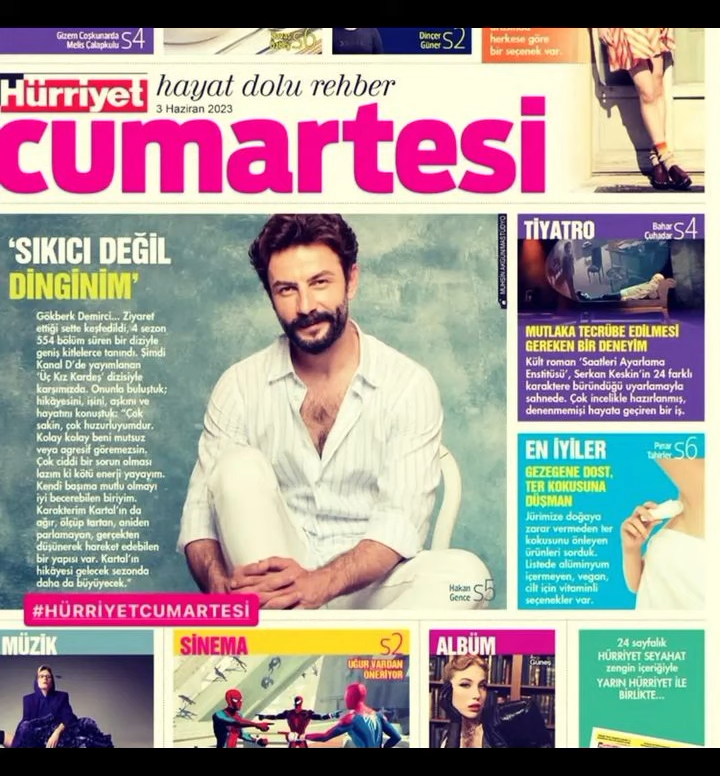 Gizem Coşkunarda
Melis Çalapkulu S4
S6
Dinçer
Güner S2
herkese göre
bir seçenek var.
Hürriyet hayat dolu rehber
3 Haziran 2023
cumartesi
'SIKICI DEĞİL
DİNGİNİM'
Gökberk Demirci... Ziyaret
ettiği sette keşfedildi, 4 sezon
554 bölüm süren bir diziyle
geniş kitlelerce tanındı. Şimdi
Kanal D'de yayımlanan
'Üç Kız Kardeş' dizisiyle
karşımızda. Onunla buluştuk;
hikâyesini, işini, aşkını ve
hayatını konuştuk: "Çok
sakin, çok huzurluyumdur.
Kolay kolay beni mutsuz
veya agresif göremezsin.
Çok ciddi bir sorun olması
lazım ki kötü enerji yayayım.
Kendi başıma mutlu olmayı
iyi becerebilen biriyim.
Karakterim Kartal'ın da
ağır, ölçüp tartan, aniden
parlamayan, gerçekten
düşünerek hareket edebilen
bir yapısı var. Kartal'ın
hikâyesi gelecek sezonda
daha da büyüyecek."
Hakan
Gence S5
#HÜRRİYETCUMARTESİ
TİYATRO
Bahar
Çuhadar S4
MUTLAKA TECRÜBE EDİLMESİ
GEREKEN BİR DENEYİM
Kült roman 'Saatleri Ayarlama
Enstitüsü', Serkan Keskin'in 24 farklı
karaktere büründüğü uyarlamayla
sahnede. Çok incelikle hazırlanmış,
denenmemişi hayata geçiren bir iş.
EN İYİLER
S6
GEZEGENE DOST,
TER KOKUSUNA
DÜŞMAN
Jürimize doğaya
zarar vermeden ter
kokusunu önleyen
ürünleri sorduk.
Listede alüminyum
içermeyen, vegan,
cilt için vitaminli
seçenekler var.
MÜZİK
SİNEMA
S2
UĞUR VARDAN
ÖNERİYOR
ALBÜM
Güneş
24 sayfalık
HÜRRİYET SEYAHAT
zengin içeriğiyle
YARIN HÜRRİYET İLE
BİRLİKTE...